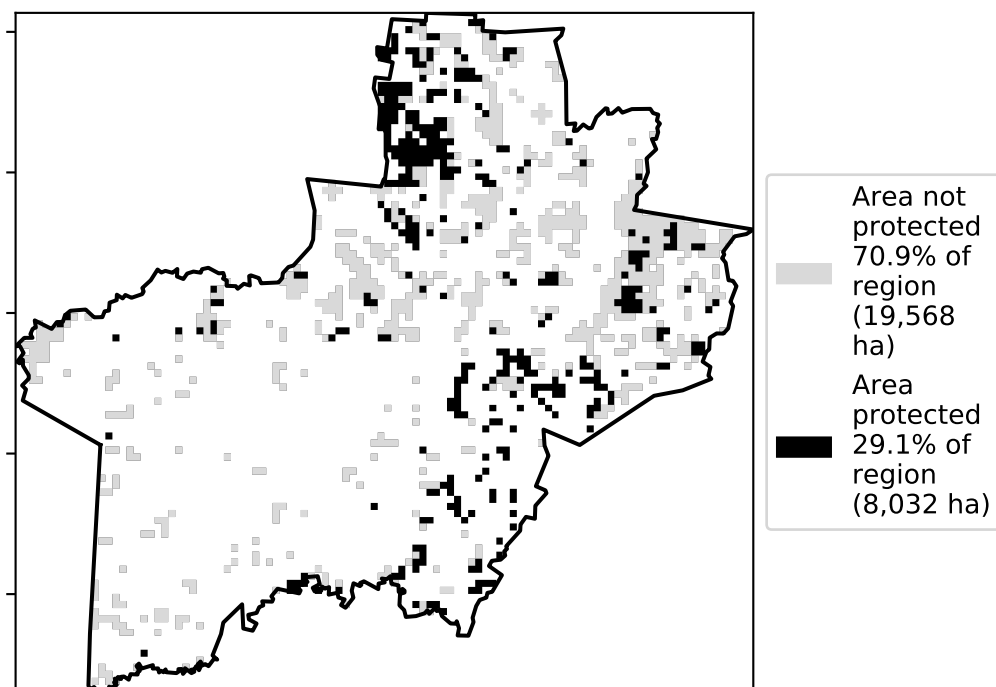 Area not
protected
70.9% of
region
(19,568
ha)
Area
protected
29.1% of
region
(8,032 ha)